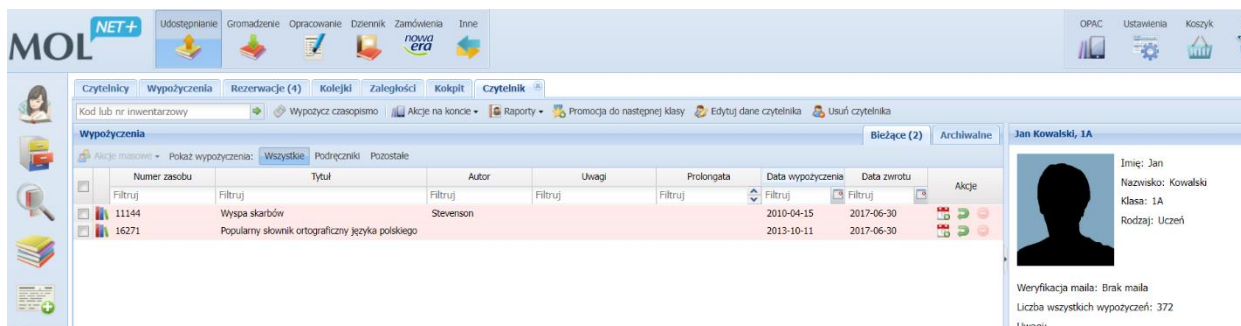 MOL NET+
Udostępnianie Gromadzenie Opracowanie Dziennik Zamówienia Inne
nowa era
OPAC Ustawienia Koszyk
Czytelnicy Wypożyczenia Rezerwacje (4) Kolejki Zaległości Kokpit Czytelnik
Kod lub nr inwentarzowy Wypożycz czasopismo Akcje na koncie Raporty Promocja do następnej klasy Edytuj dane czytelnika Usuń czytelnika
Wypożyczenia Bieżące (2) Archiwalne
Akcje masowe Pokaż wypożyczenia: Wszystkie Podręczniki Pozostałe
Numer zasobu Tytuł Autor Uwagi Prolongata Data wypożyczenia Data zwrotu Akcje
Filtruj Filtruj Filtruj Filtruj Filtruj Filtruj Filtruj
11144 Wyspa skarbów Stevenson 2010-04-15 2017-06-30
16271 Popularny słownik ortograficzny języka polskiego 2013-10-11 2017-06-30
Jan Kowalski, 1A
Imię: Jan
Nazwisko: Kowalski
Klasa: 1A
Rodzaj: Uczeń
Weryfikacja maila: Brak maila
Liczba wszystkich wypożyczeń: 372